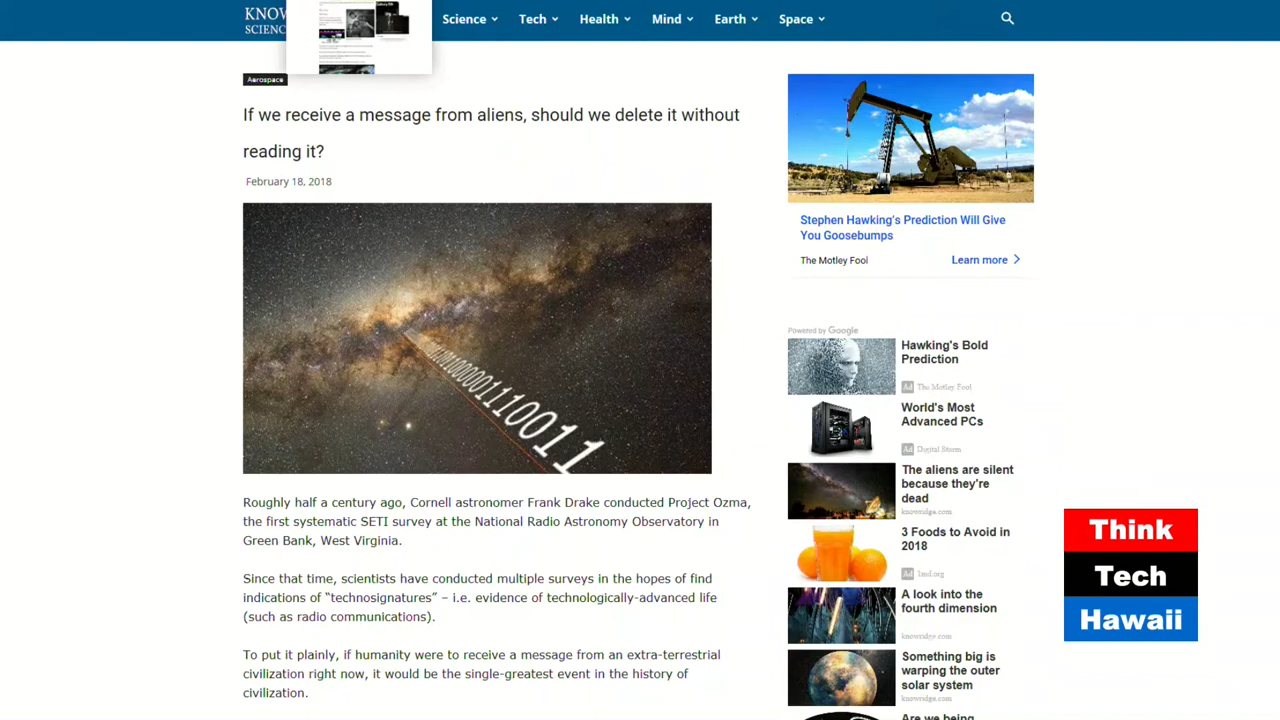 KNOW
SCIENC
Science
Tech
Health
Mind
Earth
Space
Aerospace
If we receive a message from aliens, should we delete it without
reading it?
February 18, 2018
Roughly half a century ago, Cornell astronomer Frank Drake conducted Project Ozma,
the first systematic SETI survey at the National Radio Astronomy Observatory in
Green Bank, West Virginia.
Since that time, scientists have conducted multiple surveys in the hopes of find
indications of “technosignatures” – i.e. evidence of technologically-advanced life
(such as radio communications).
To put it plainly, if humanity were to receive a message from an extra-terrestrial
civilization right now, it would be the single-greatest event in the history of
civilization.
Stephen Hawking's Prediction Will Give
You Goosebumps
The Motley Fool
Learn more
Powered by Google
Hawking's Bold
Prediction
Ad The Motley Fool
World's Most
Advanced PCs
Ad Digital Storm
The aliens are silent
because they're
dead
knowridge.com
3 Foods to Avoid in
2018
Ad 1md.org
A look into the
fourth dimension
knowridge.com
Something big is
warping the outer
solar system
knowridge.com
Are we being
Think
Tech
Hawaii